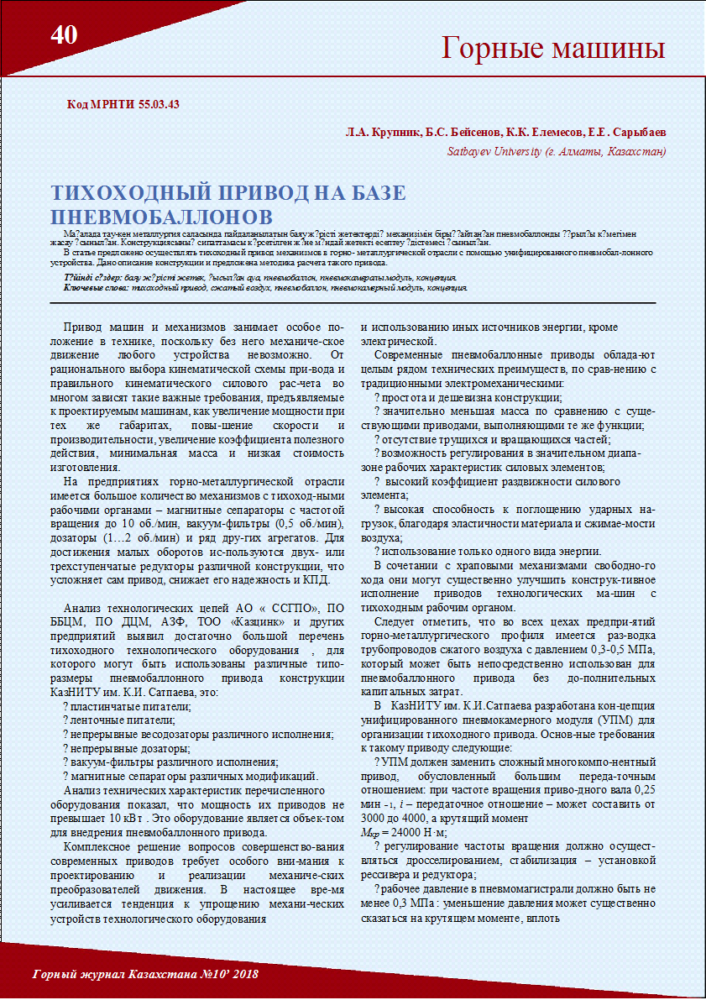 40
Горные машины
Код МРНТИ 55.03.43
Л.А. Крупник, Б.С. Бейсенов, К.К. Елемесов, Е.Е. Сарыбаев
Satbayev University (г. Алматы, Казахстан)
ТИХОХОДНЫЙ ПРИВОД НА БАЗЕ
ПНЕВМОБАЛЛОНОВ
Ма?алада тау-кен металлургия саласында пайдаланылатын баяу ж?рісті жетектерді? механизімін біры??айлан?ан пневмобаллонды ??рыл?ы к?мегімен
жасау ?сыныл?ан. Конструкциясыны? сипаттамасы к?рсетілген ж?не м?ндай жетекті есептеу ?дістемесі ?сыныл?ан.
В статье предложено осуществлять тихоходный привод механизмов в горно- металлургической отрасли с помощью унифицированного пневмобал-лонного
устройства. Дано описание конструкции и предложена методика расчета такого привода.
Т?йінді с?здер: баяу ж?рісті жетек, ?ысыл?ан ауа, пневмобаллон, пневмокамералы модуль, концепция.
Ключевые слова: тихоходный привод, сжатый воздух, пневмобаллон, пневмокамерный модуль, концепция.
Привод машин и механизмов занимает особое по-
ложение в технике, поскольку без него механиче-ское
движение любого устройства невозможно. От
рационального выбора кинематической схемы при-вода и
правильного кинематического силового рас-чета во
многом зависят такие важные требования, предъявляемые
к проектируемым машинам, как увеличение мощности при
тех же габаритах, повы-шение скорости и
производительности, увеличение коэффициента полезного
действия, минимальная масса и низкая стоимость
изготовления.
На предприятиях горно-металлургической отрасли
имеется большое количество механизмов с тихоход-ными
рабочими органами – магнитные сепараторы с частотой
вращения до 10 об./мин, вакуум-фильтры (0,5 об./мин),
дозаторы (1…2 об./мин) и ряд дру-гих агрегатов. Для
достижения малых оборотов ис-пользуются двух- или
трехступенчатые редукторы различной конструкции, что
усложняет сам привод, снижает его надежность и КПД.
Анализ технологических цепей АО « ССГПО», ПО
ББЦМ, ПО ДЦМ, АЗФ, ТОО «Казцинк» и других
предприятий выявил достаточно большой перечень
тихоходного технологического оборудования , для
которого могут быть использованы различные типо-
размеры пневмобаллонного привода конструкции
КазНИТУ им. К.И. Сатпаева, это:
? пластинчатые питатели;
? ленточные питатели;
? непрерывные весодозаторы различного исполнения;
? непрерывные дозаторы;
? вакуум-фильтры различного исполнения;
? магнитные сепараторы различных модификаций.
Анализ технических характеристик перечисленного
оборудования показал, что мощность их приводов не
превышает 10 кВт . Это оборудование является объек-том
для внедрения пневмобаллонного привода.
Комплексное решение вопросов совершенство-вания
современных приводов требует особого вни-мания к
проектированию и реализации механиче-ских
преобразователей движения. В настоящее вре-мя
усиливается тенденция к упрощению механи-ческих
устройств технологического оборудования
и использованию иных источников энергии, кроме
электрической.
Современные пневмобаллонные приводы облада-ют
целым рядом технических преимуществ, по срав-нению с
традиционными электромеханическими:
? простота и дешевизна конструкции;
? значительно меньшая масса по сравнению с суще-
ствующими приводами, выполняющими те же функции;
? отсутствие трущихся и вращающихся частей;
? возможность регулирования в значительном диапа-
зоне рабочих характеристик силовых элементов;
? высокий коэффициент раздвижности силового
элемента;
? высокая способность к поглощению ударных на-
грузок, благодаря эластичности материала и сжимае-мости
воздуха;
? использование только одного вида энергии.
В сочетании с храповыми механизмами свободно-го
хода они могут существенно улучшить конструк-тивное
исполнение приводов технологических ма-шин с
тихоходным рабочим органом.
Следует отметить, что во всех цехах предпри-ятий
горно-металлургического профиля имеется раз-водка
трубопроводов сжатого воздуха с давлением 0,3-0,5 МПа,
который может быть непосредственно использован для
пневмобаллонного привода без до-полнительных
капитальных затрат.
В КазНИТУ им. К.И.Сатпаева разработана кон-цепция
унифицированного пневмокамерного модуля (УПМ) для
организации тихоходного привода. Основ-ные требования
к такому приводу следующие:
? УПМ должен заменить сложный многокомпо-нентный
привод, обусловленный большим переда-точным
отношением: при частоте вращения приво-дного вала 0,25
мин –1, i – передаточное отношение – может составить от
3000 до 4000, а крутящий момент
Мкр = 24000 Н·м;
? регулирование частоты вращения должно осущест-
вляться дросселированием, стабилизация – установкой
рессивера и редуктора;
? рабочее давление в пневмомагистрали должно быть не
менее 0,3 МПа : уменьшение давления может существенно
сказаться на крутящем моменте, вплоть
Горный журнал Казахстана №10’ 2018